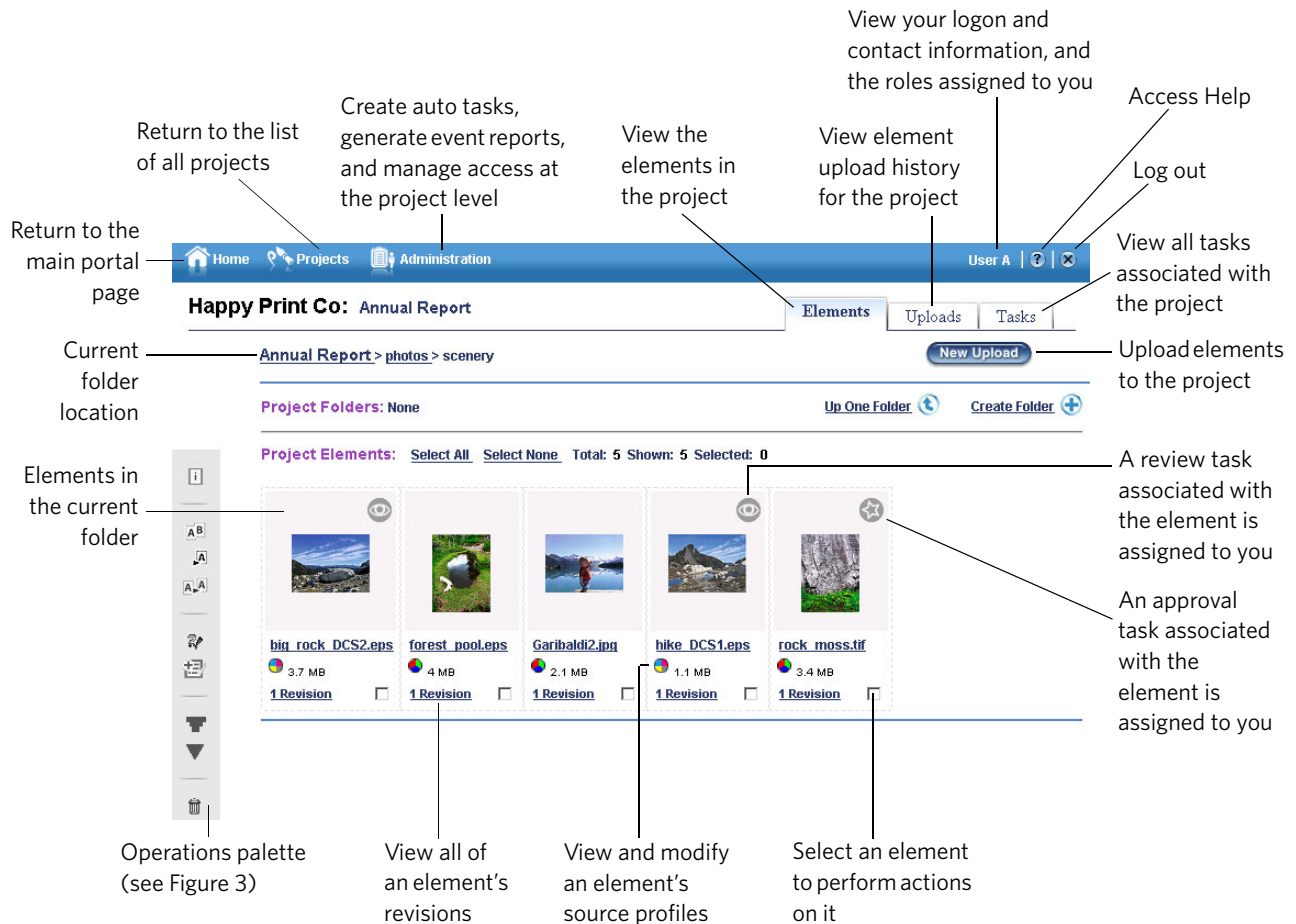 View your logon and
contact information, and
the roles assigned to you
Access Help
Create auto tasks,
generate event reports,
and manage access at
the project level
Return to the list
of all projects
View the
elements in
the project
View element
upload history
for the project
Log out
Return to the
main portal
page
View all tasks
associated with
the project
Home Projects Administration User A | ? |
Happy Print Co: Annual Report
Elements Uploads Tasks
Current
folder
location
Annual Report > photos > scenery
New Upload
Upload elements
to the project
Project Folders: None
Up One Folder Create Folder
Project Elements: Select All Select None Total: 5 Shown: 5 Selected: 0
Elements in
the current
folder
i
A B
A
A A
A review task
associated with
the element is
assigned to you
An approval
task associated
with the
element is
assigned to you
big_rock_DCS2.eps forest_pool.eps Garibaldi2.jpg hike_DCS1.eps rock_moss.tif
3.7 MB 4 MB 2.1 MB 1.1 MB 3.4 MB
1 Revision 1 Revision 1 Revision 1 Revision 1 Revision
Operations palette
(see Figure 3)
View all of
an element’s
revisions
View and modify
an element’s
source profiles
Select an element
to perform actions
on it